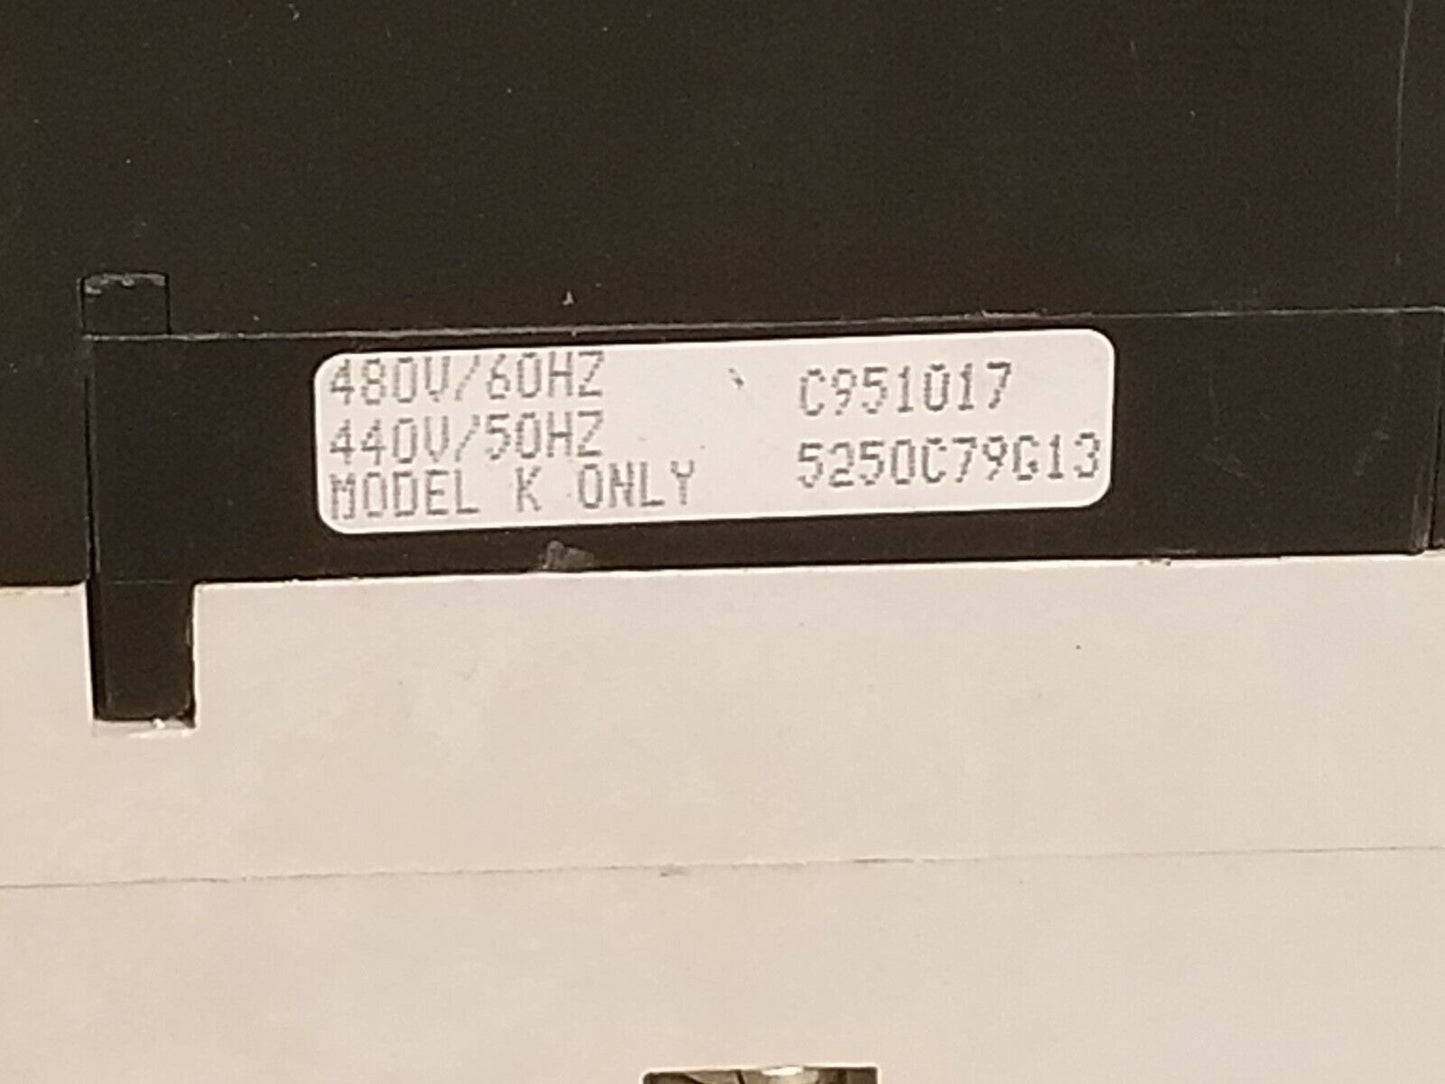 480V/60HZ
440V/50HZ
MODEL K ONLY
C951017
5250C79G13